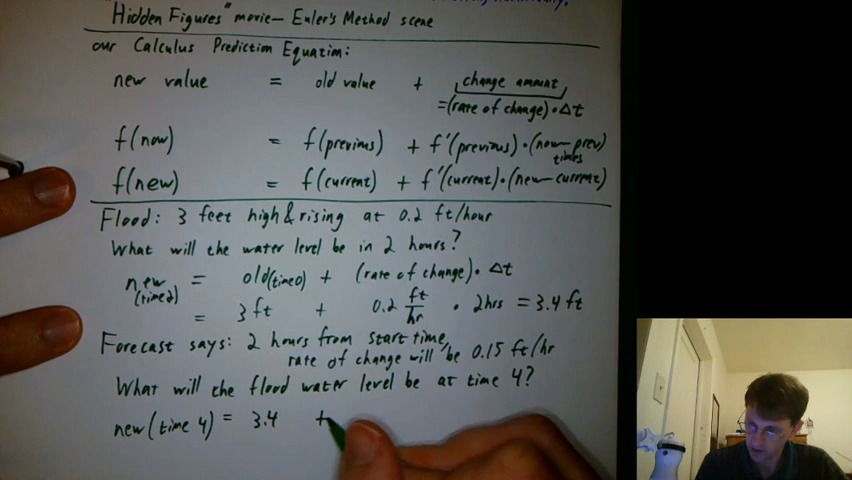 "Hidden Figures" movie – Euler's Method scene
our Calculus Prediction Equation:
new value = old value + change amount
=(rate of change)·Δt
f(now) = f(previous) + f'(previous)·(now-prev)
times
f(new) = f(current) + f'(current)·(new-current)
Flood: 3 feet high & rising at 0.2 ft/hour
What will the water level be in 2 hours?
new = old(time0) + (rate of change)·Δt
(time2)
= 3 ft + 0.2 ft/hr · 2hrs = 3.4 ft
Forecast says: 2 hours from start time,
rate of change will be 0.15 ft/hr
What will the flood water level be at time 4?
new(time 4) = 3.4 +